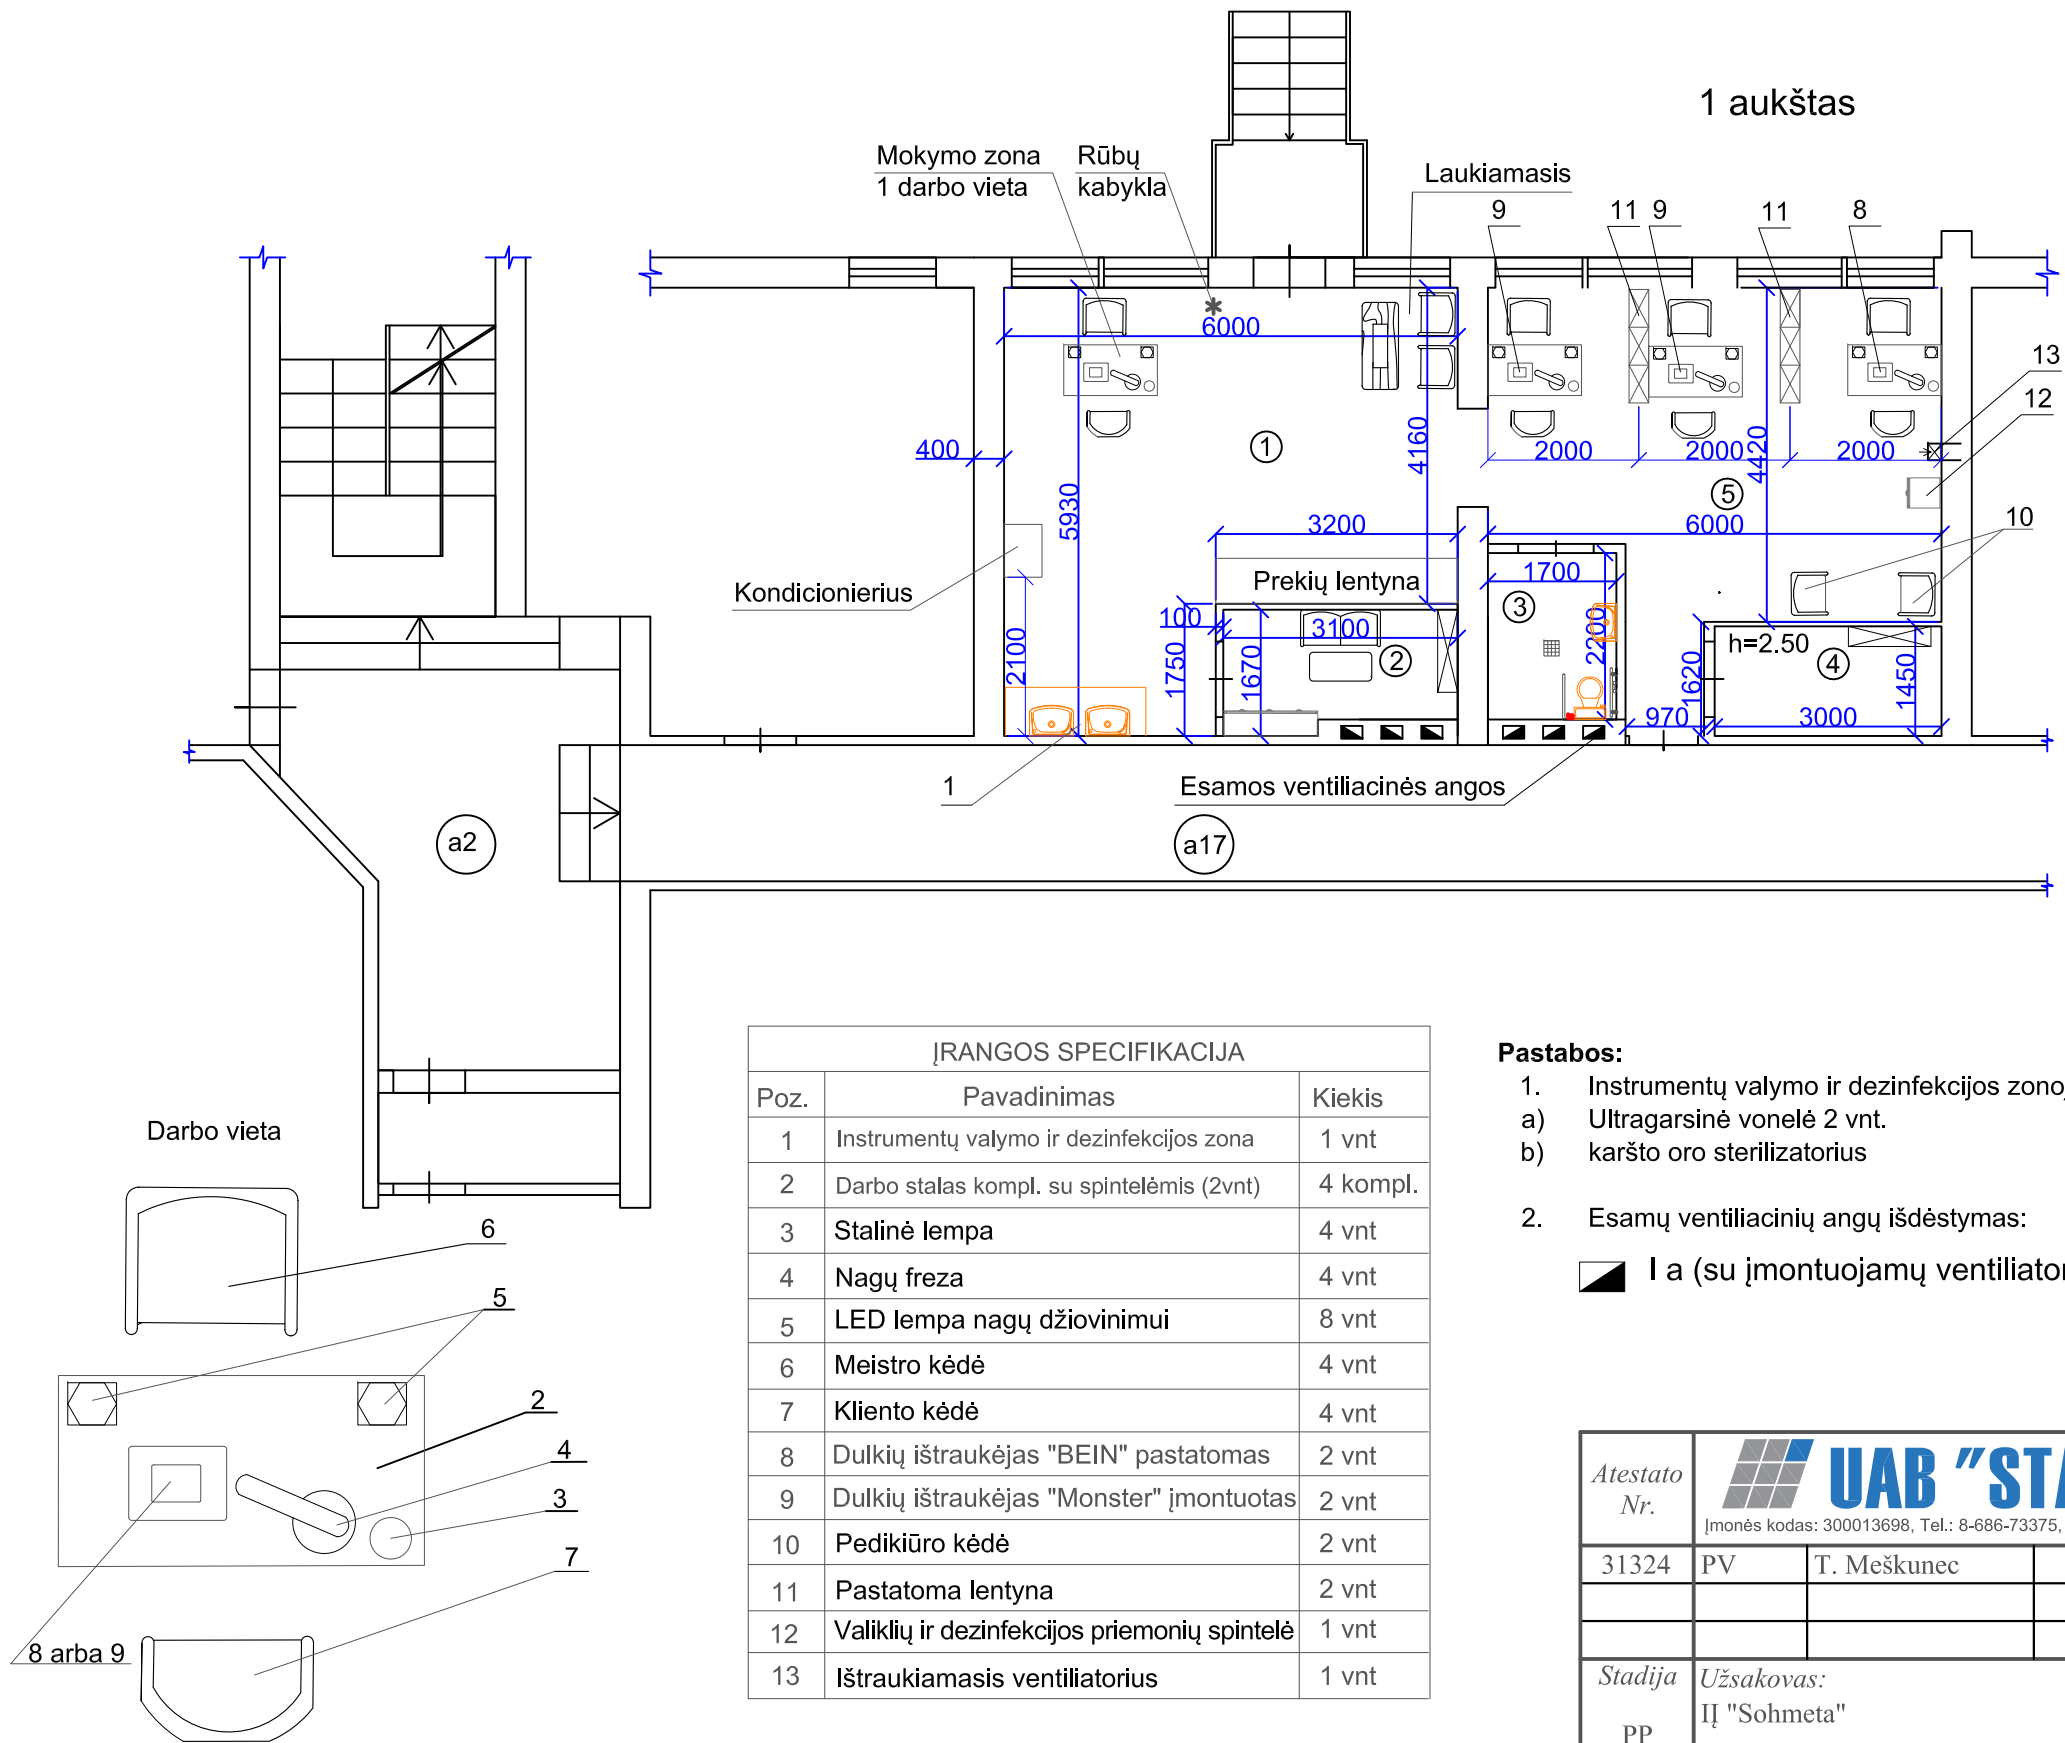 1 aukštas
Mokymo zona
1 darbo vieta
Rūbų
kabykla
Laukiamasis
9
11
9
11
8
13
12
6000
400
5930
4160
1
2000
2000
2000
4420
5
6000
10
3200
Prekių lentyna
Kondicionierius
1700
3
2200
100
3100
2
2100
1750
1670
h=2.50
4
1620
1450
970
3000
1
Esamos ventiliacinės angos
a2
a17
ĮRANGOS SPECIFIKACIJA
Poz. Pavadinimas Kiekis
1 Instrumentų valymo ir dezinfekcijos zona 1 vnt
2 Darbo stalas kompl. su spintelėmis (2vnt) 4 kompl.
3 Stalinė lempa 4 vnt
4 Nagų freza 4 vnt
5 LED lempa nagų džiovinimui 8 vnt
6 Meistro kėdė 4 vnt
7 Kliento kėdė 4 vnt
8 Dulkių ištraukėjas "BEIN" pastatomas 2 vnt
9 Dulkių ištraukėjas "Monster" įmontuotas 2 vnt
10 Pedikiūro kėdė 2 vnt
11 Pastatoma lentyna 2 vnt
12 Valiklių ir dezinfekcijos priemonių spintelė 1 vnt
13 Ištraukiamasis ventiliatorius 1 vnt
Pastabos:
1. Instrumentų valymo ir dezinfekcijos
a) Ultragarsinė vonelė 2 vnt.
b) karšto oro sterilizatorius
2. Esamų ventiliacinių angų išdėstymas:
I a (su įmontuojamų
Darbo vieta
6
5
2
4
3
7
8 arba 9
Atestato
Nr.
UAB "STA
Įmonės kodas: 300013698, Tel.: 8-686-73375,
31324 PV T. Meškunec
Stadija
PP
Užsakovas:
IĮ "Sohmeta"